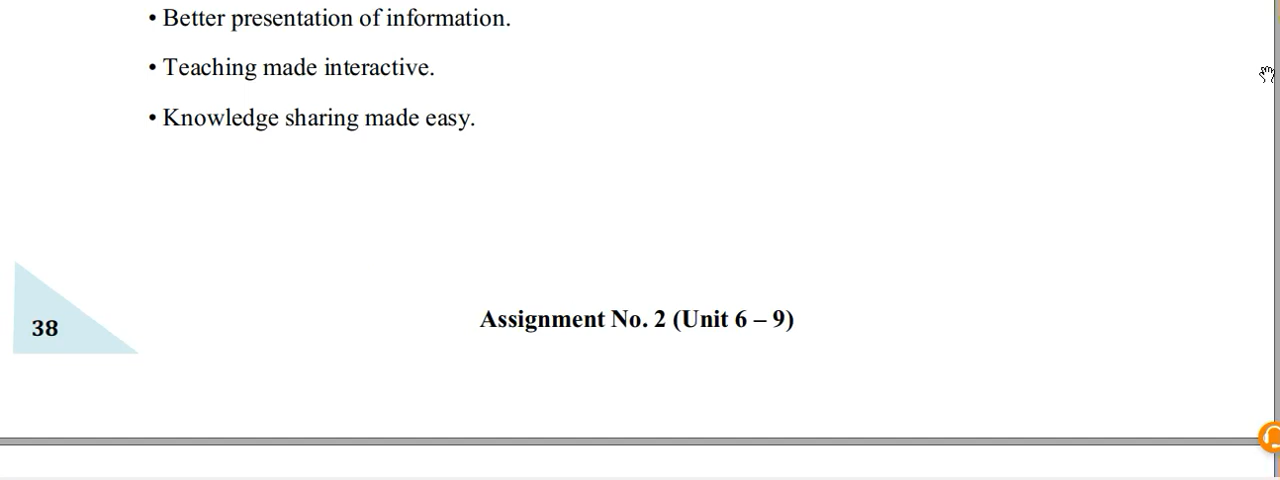 • Better presentation of information.
• Teaching made interactive.
• Knowledge sharing made easy.
38
Assignment No. 2 (Unit 6 – 9)